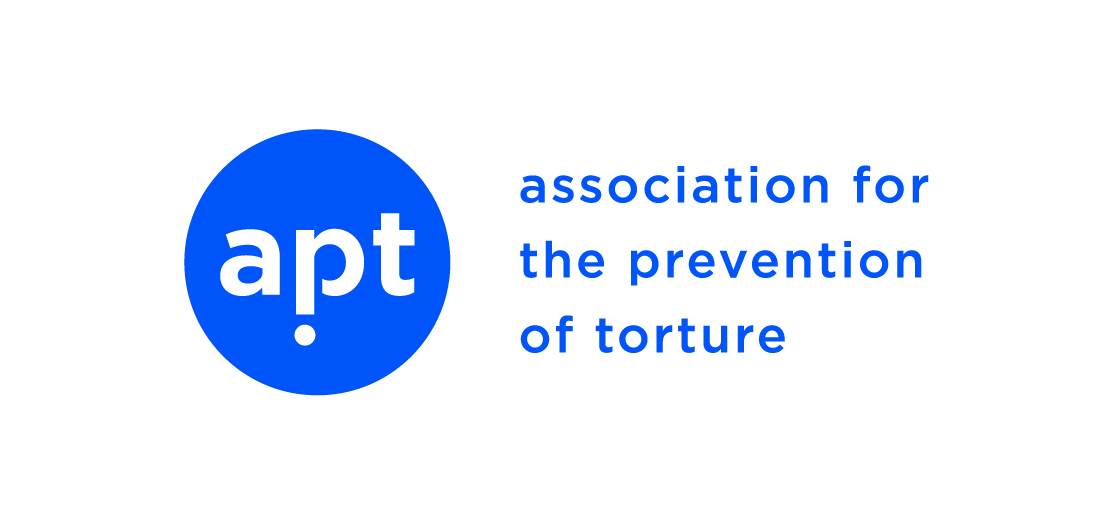 apt
association for
the prevention
of torture